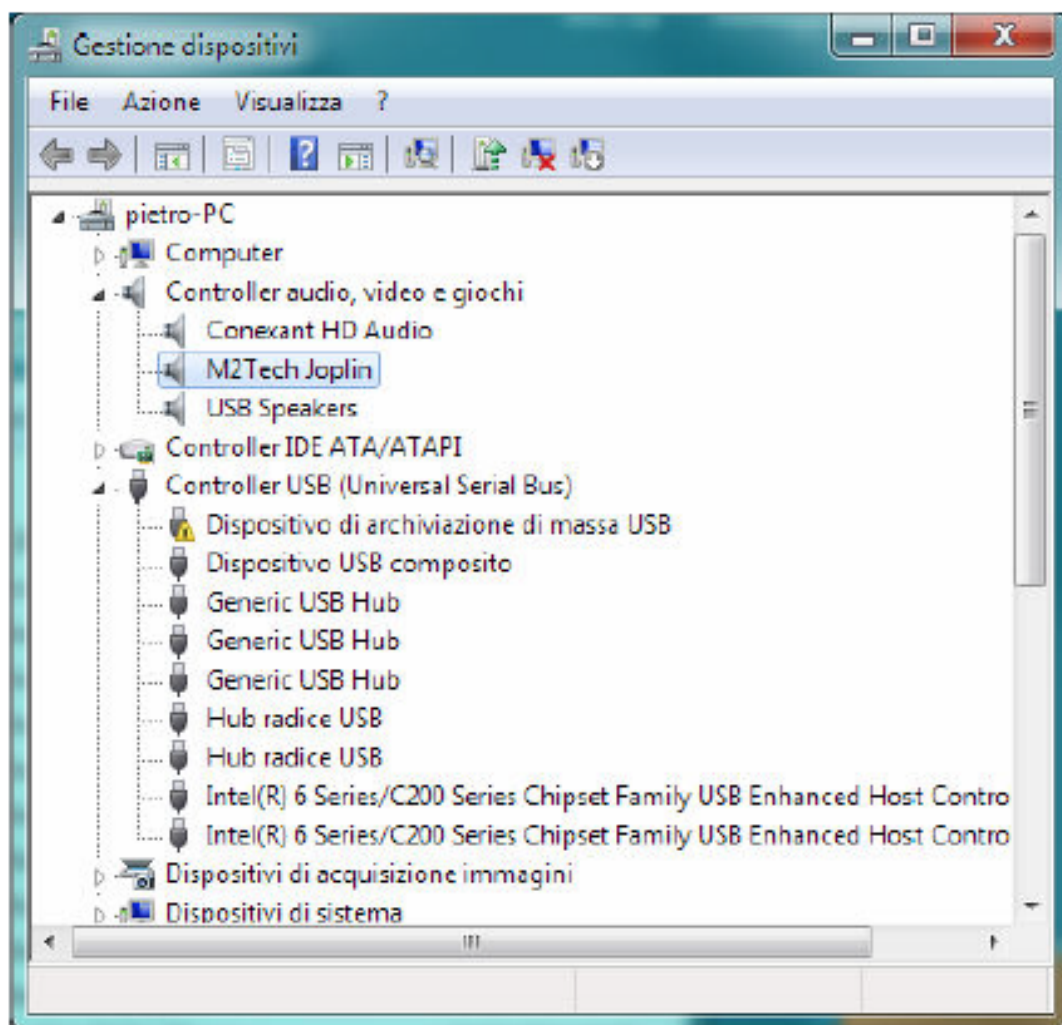 Gestione dispositivi
File Azione Visualizza ?
pietro-PC
Computer
Controller audio, video e giochi
Conexant HD Audio
M2Tech Joplin
USB Speakers
Controller IDE ATA/ATAPI
Controller USB (Universal Serial Bus)
Dispositivo di archiviazione di massa USB
Dispositivo USB composito
Generic USB Hub
Generic USB Hub
Generic USB Hub
Hub radice USB
Hub radice USB
Intel(R) 6 Series/C200 Series Chipset Family USB Enhanced Host Contro
Intel(R) 6 Series/C200 Series Chipset Family USB Enhanced Host Contro
Dispositivi di acquisizione immagini
Dispositivi di sistema